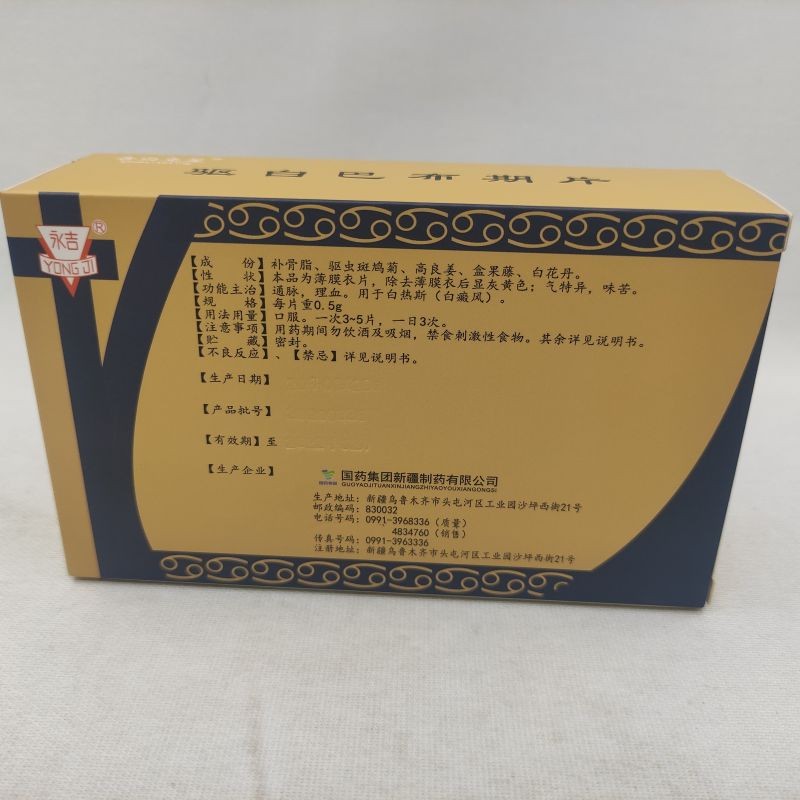 驱白巴布期片
永吉
®
YONG JI
【成　　份】补骨脂、驱虫斑鸠菊、高良姜、盒果藤、白花丹。
【性　　状】本品为薄膜衣片，除去薄膜衣后显灰黄色；气特异，味苦。
【功能主治】通脉，理血。用于白热斯（白癜风）。
【规　　格】每片重0.5g
【用法用量】口服。一次3~5片，一日3次。
【注意事项】用药期间勿饮酒及吸烟，禁食刺激性食物。其余详见说明书。
【贮　　藏】密封。
【不良反应】、【禁忌】详见说明书。
【生产日期】
【产品批号】
【有效期】至
【生产企业】
国药集团新疆制药有限公司
GUOYAOJITUANXINJIANGZHIYAOYOUXIANGONGSI
生产地址：新疆乌鲁木齐市头屯河区工业园沙坪西街21号
邮政编码：830032
电话号码：0991-3968336（质量）
4834760（销售）
传真号码：0991-3963336
注册地址：新疆乌鲁木齐市头屯河区工业园沙坪西街21号